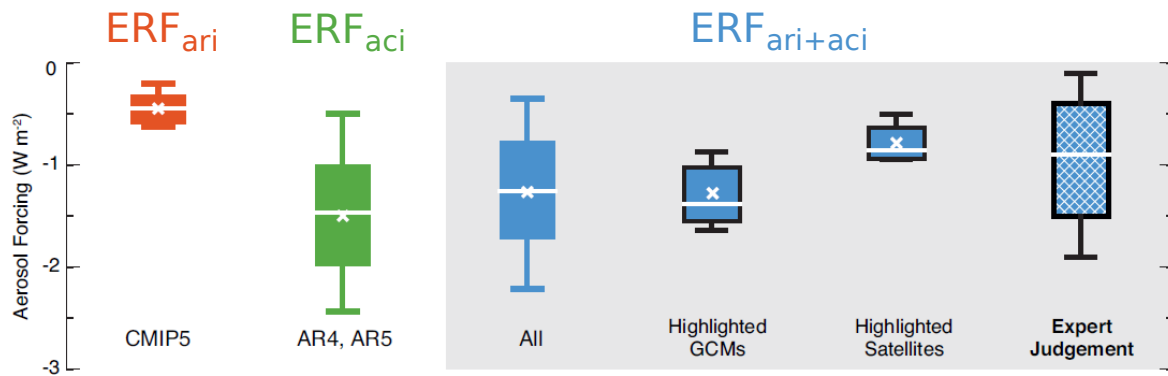 ERFari
ERFaci
ERFari+aci
0
-1
-2
-3
Aerosol Forcing (W m-2)
CMIP5
AR4, AR5
All
Highlighted
GCMs
Highlighted
Satellites
Expert
Judgement